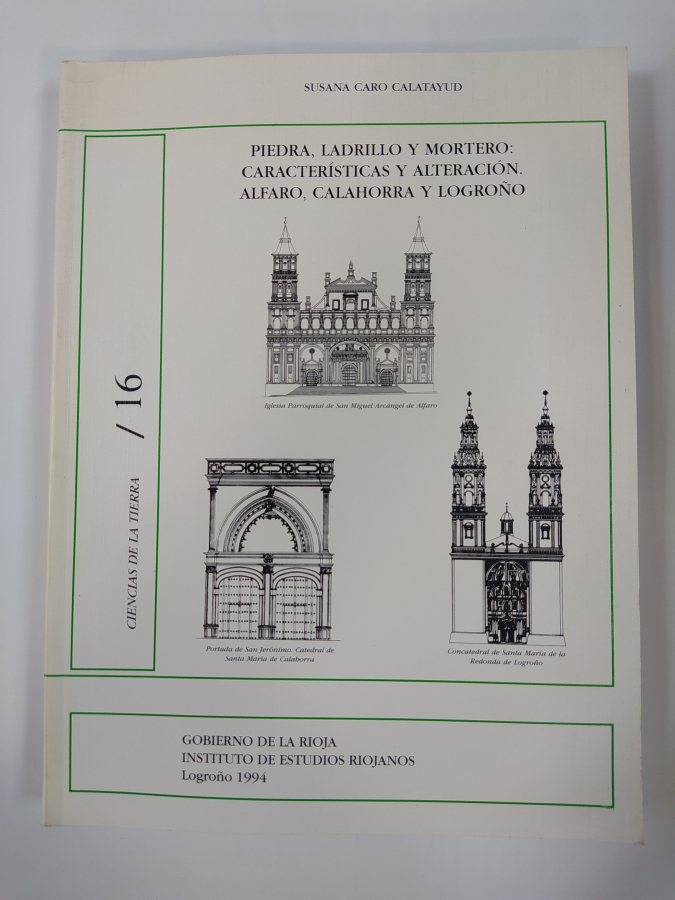 SUSANA CARO CALATAYUD
PIEDRA, LADRILLO Y MORTERO:
CARACTERÍSTICAS Y ALTERACIÓN.
ALFARO, CALAHORRA Y LOGROÑO
Iglesia Parroquial de San Miguel Arcángel de Alfaro
CIENCIAS DE LA TIERRA / 16
Portada de San Jerónimo. Catedral de
Santa María de Calahorra
Concatedral de Santa María de la
Redonda de Logroño
GOBIERNO DE LA RIOJA
INSTITUTO DE ESTUDIOS RIOJANOS
Logroño 1994